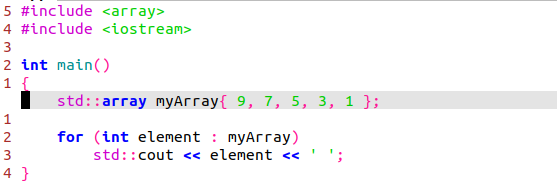 5 #include <array>
4 #include <iostream>
3
2 int main()
1 {
    std::array myArray{ 9, 7, 5, 3, 1 };
1
2     for (int element : myArray)
3         std::cout << element << ' ';
4 }